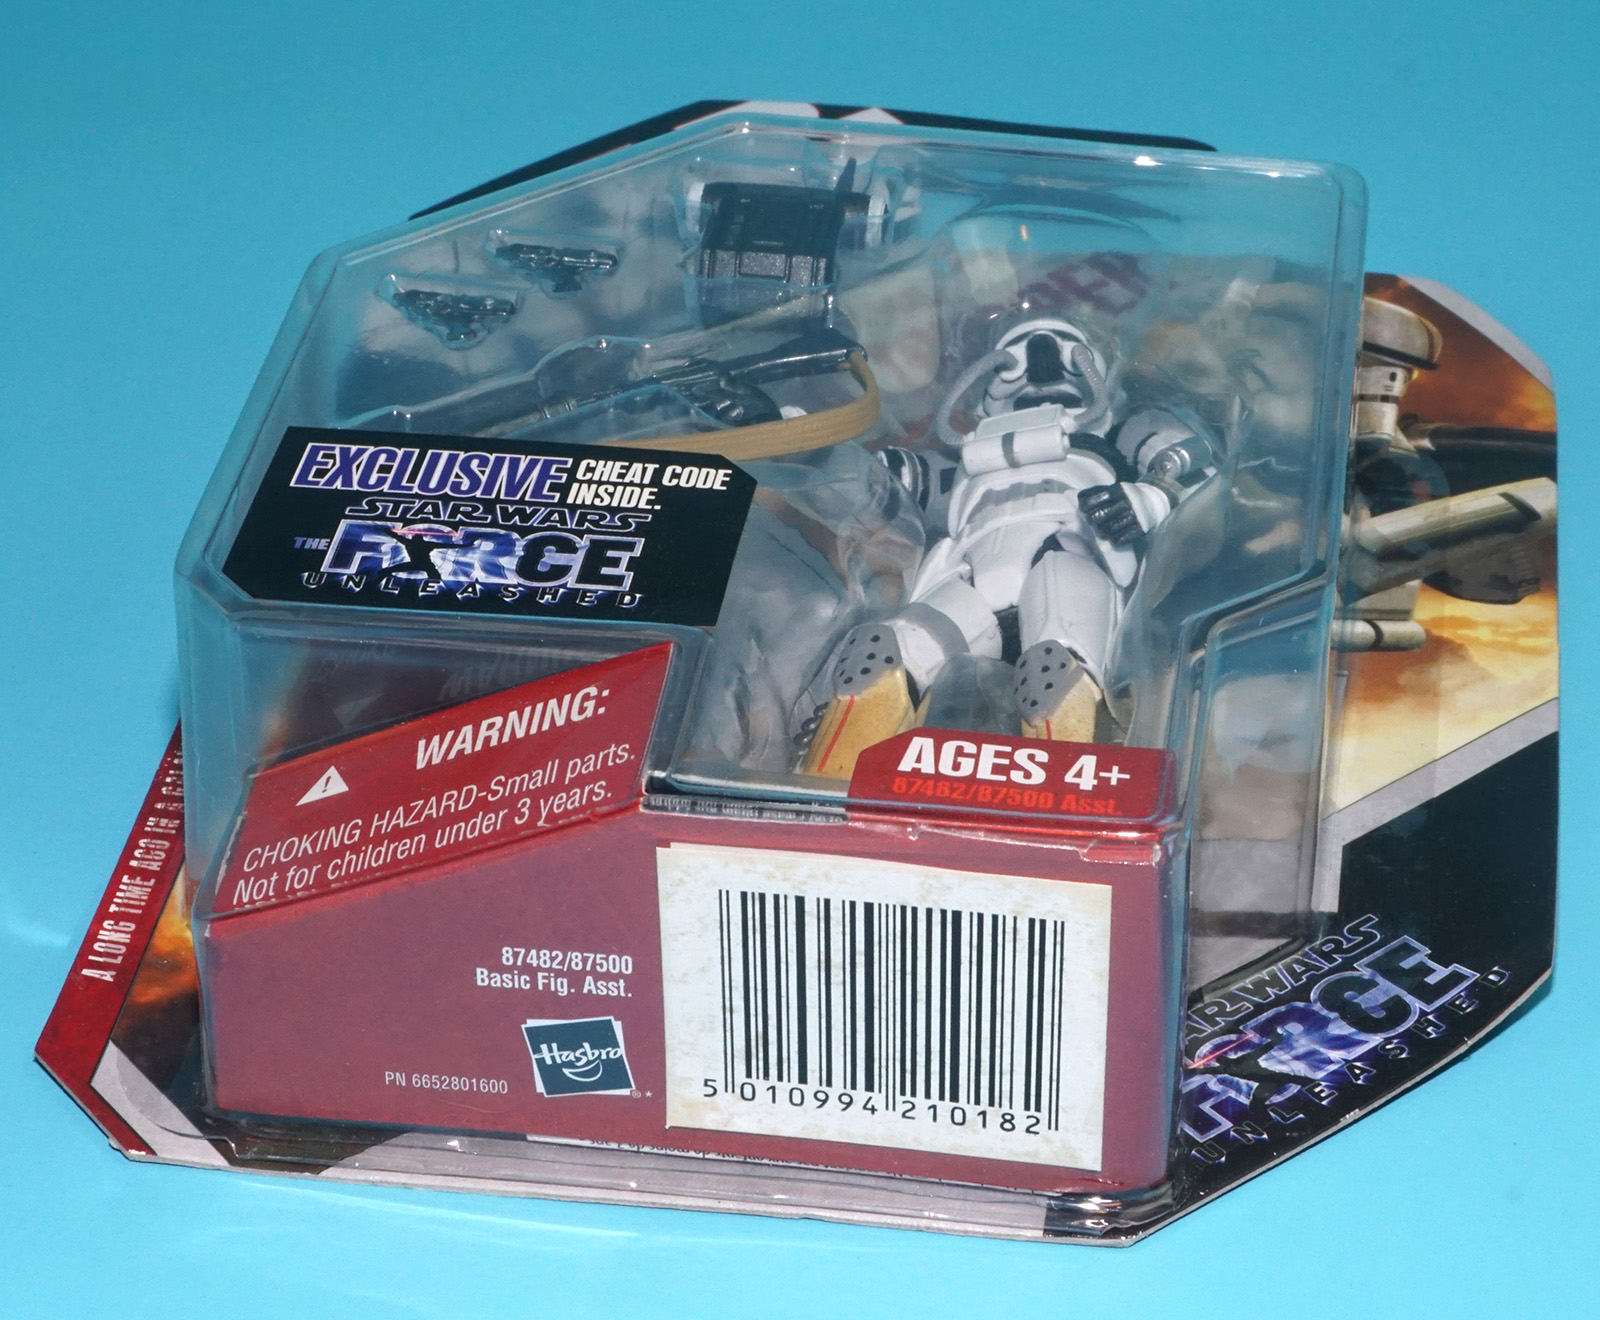 EXCLUSIVE CHEAT CODE
INSIDE.
STAR WARS
THE FORCE
UNLEASHED
WARNING:
CHOKING HAZARD-Small parts.
Not for children under 3 years.
AGES 4+
87482/87500 Asst.
A LONG TIME AGO IN A
87482/87500
Basic Fig. Asst.
Hasbro
PN 6652801600
®*
5 010994 210182
STAR WARS
FORCE
UNLEASHED